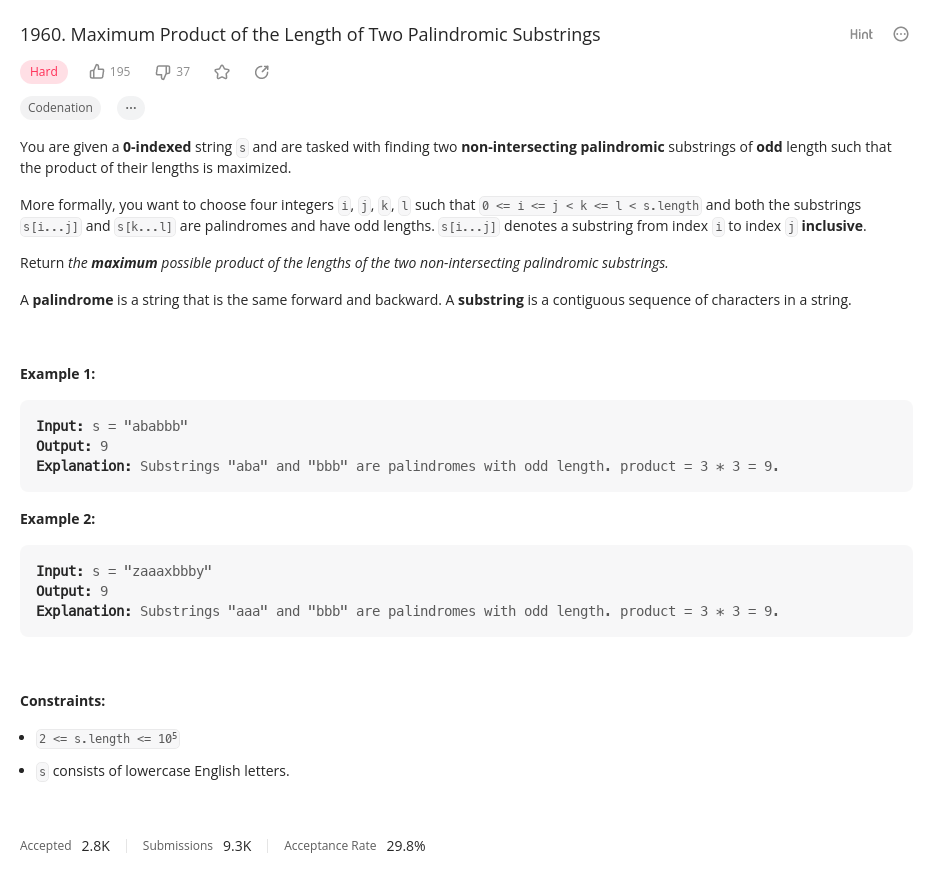 1960. Maximum Product of the Length of Two Palindromic Substrings
Hint
Hard 195 37
Codenation ...
You are given a 0-indexed string s and are tasked with finding two non-intersecting palindromic substrings of odd length such that
the product of their lengths is maximized.
More formally, you want to choose four integers i, j, k, l such that 0 <= i <= j < k <= l < s.length and both the substrings
s[i...j] and s[k...l] are palindromes and have odd lengths. s[i...j] denotes a substring from index i to index j inclusive.
Return the maximum possible product of the lengths of the two non-intersecting palindromic substrings.
A palindrome is a string that is the same forward and backward. A substring is a contiguous sequence of characters in a string.
Example 1:
Input: s = "ababbb"
Output: 9
Explanation: Substrings "aba" and "bbb" are palindromes with odd length. product = 3 * 3 = 9.
Example 2:
Input: s = "zaaaxbbby"
Output: 9
Explanation: Substrings "aaa" and "bbb" are palindromes with odd length. product = 3 * 3 = 9.
Constraints:
• 2 <= s.length <= 10⁵
• s consists of lowercase English letters.
Accepted 2.8K Submissions 9.3K Acceptance Rate 29.8%